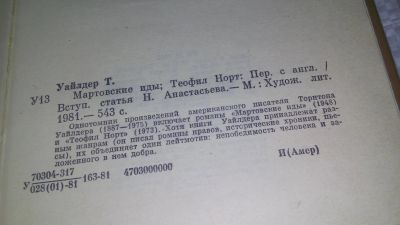 Уайлдер Т.
У13 Мартовские иды; Теофил Норт: Пер. с англ. /
Вступ. статья Н. Анастасьева.— М.: Худож. лит.
1981.— 543 с.
Однотомник произведений американского писателя Торнтона
Уайлдера (1887—1975) включает романы «Мартовские иды» (1948)
и «Теофил Норт» (1973). Хотя книги Уайлдера принадлежат раз-
ным жанрам (он писал романы нравов, исторические хроники, пье-
сы), их объединяет один лейтмотив: непобедимость человека и за-
ложенного в нем добра.
У 70304-317
028(01)-81 163-81 4703000000
И(Амер)